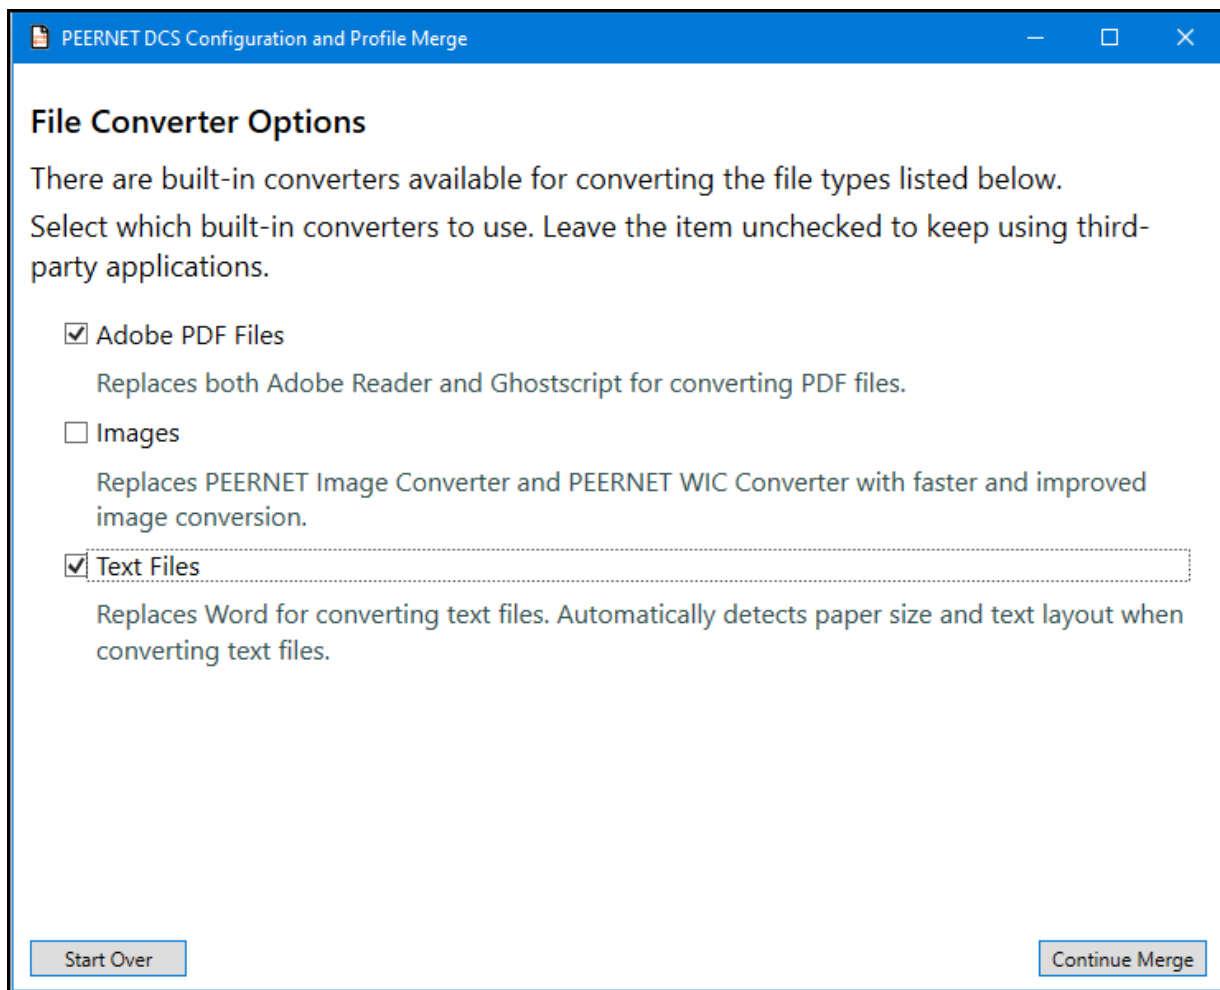 PEERNET DCS Configuration and Profile Merge
File Converter Options
There are built-in converters available for converting the file types listed below.
Select which built-in converters to use. Leave the item unchecked to keep using third-
party applications.
Adobe PDF Files
Replaces both Adobe Reader and Ghostscript for converting PDF files.
Images
Replaces PEERNET Image Converter and PEERNET WIC Converter with faster and improved
image conversion.
Text Files
Replaces Word for converting text files. Automatically detects paper size and text layout when
converting text files.
Start Over
Continue Merge